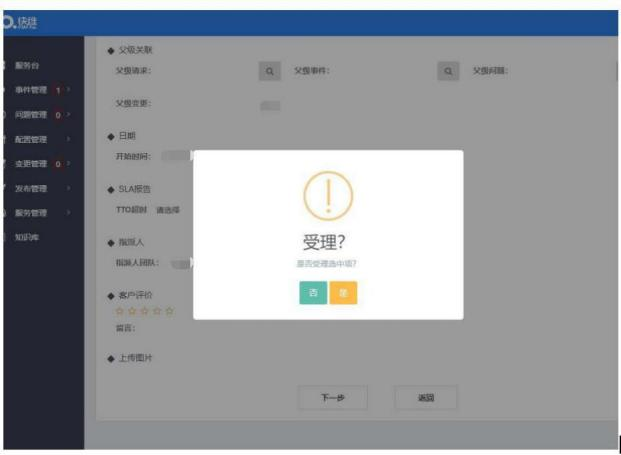 服务台
事件管理 1
问题管理 0
配置管理
变更管理 0
发布管理
服务管理
知识库
◆ 父级关联
父级请求: 父级事件: 父级问题:
父级变更:
◆ 日期
开始时间:
◆ SLA报告
TTO超时 请选择
◆ 指派人
指派人团队:
◆ 客户评价
☆ ☆ ☆ ☆ ☆
留言:
◆ 上传图片
受理?
是否受理选中项?
否 是
下一步 返回